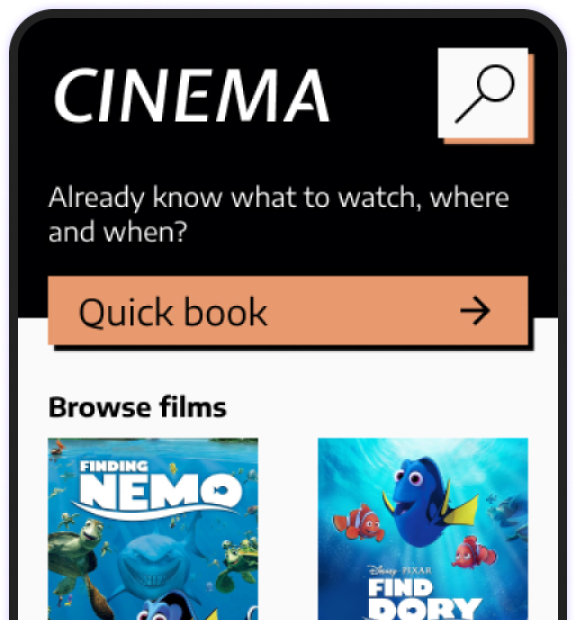 CINEMA
Already know what to watch, where
and when?
Quick book
Browse films
FINDING
NEMO
Disney PIXAR
FIND
DORY